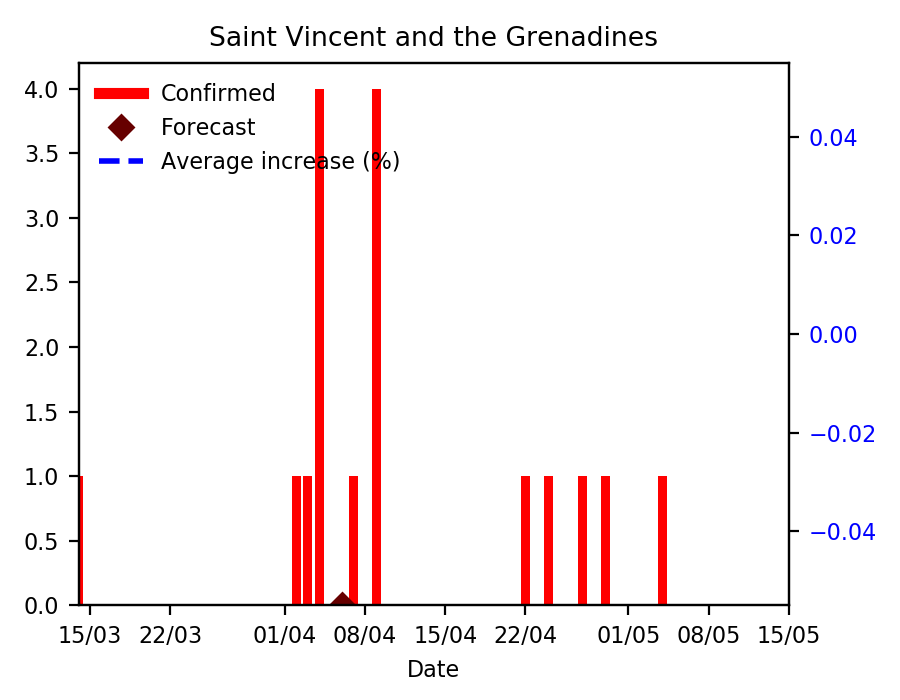 Saint Vincent and the Grenadines
Confirmed
Forecast
Average increase (%)
4.0
3.5
3.0
2.5
2.0
1.5
1.0
0.5
0.0
0.04
0.02
0.00
−0.02
−0.04
15/03 22/03 01/04 08/04 15/04 22/04 01/05 08/05 15/05
Date